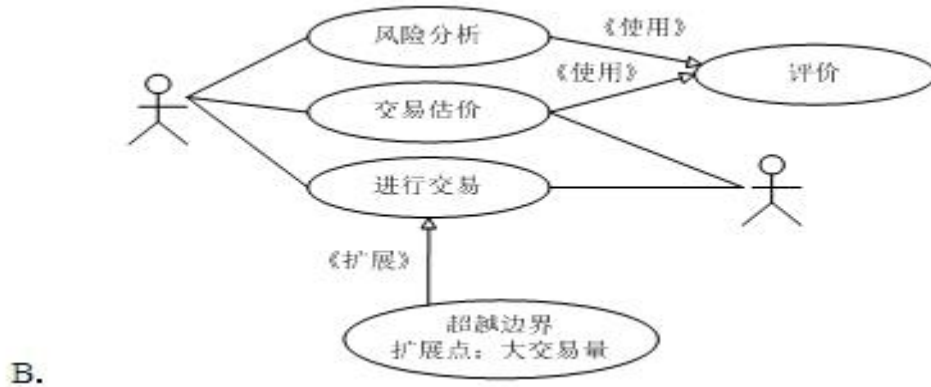 风险分析
《使用》
《使用》
评价
交易估价
进行交易
《扩展》
超越边界
扩展点：大交易量
B.